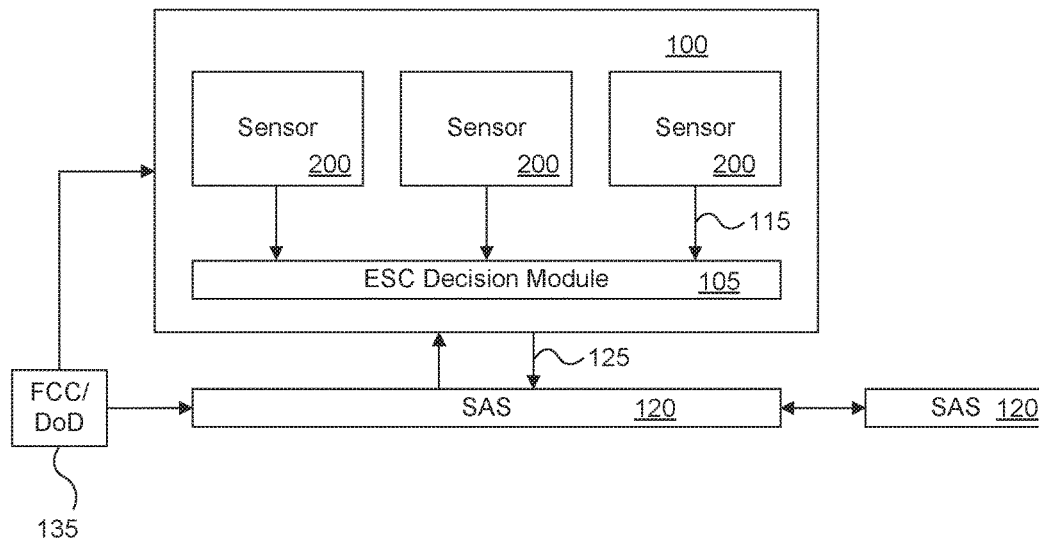 100
Sensor
200
Sensor
200
Sensor
200
115
ESC Decision Module 105
125
FCC/
DoD
SAS 120
SAS 120
135